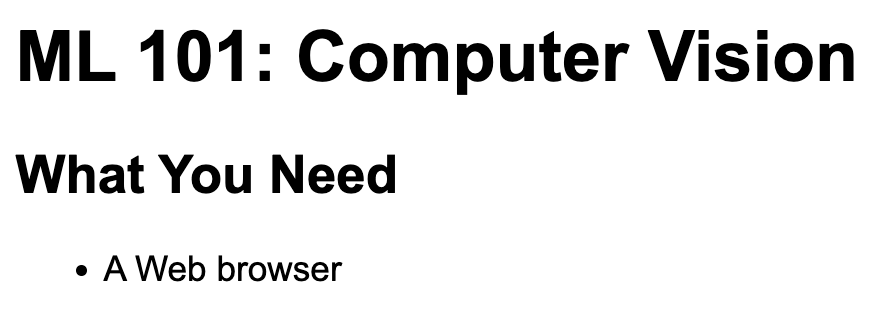 ML 101: Computer Vision
What You Need
• A Web browser